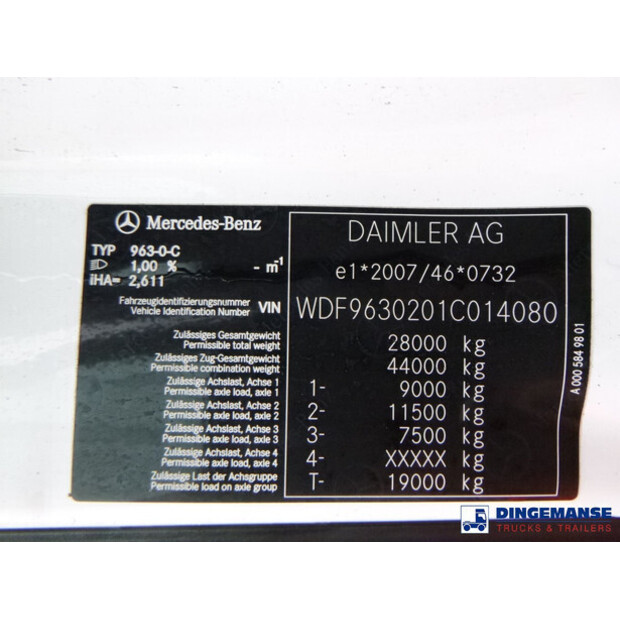 Mercedes-Benz
TYP 963-0-C
1,00 % - m-1
iHA= 2,611
DAIMLER AG
e1*2007/46*0732
Fahrzeugidentifizierungsnummer
Vehicle Identification Number VIN WDF9630201C014080
Zulässiges Gesamtgewicht
Permissible total weight 28000 kg
Zulässiges Zug-Gesamtgewicht
Permissible combination weight 44000 kg
Zulässige Achslast, Achse 1
Permissible axle load, axle 1 1- 9000 kg
Zulässige Achslast, Achse 2
Permissible axle load, axle 2 2- 11500 kg
Zulässige Achslast, Achse 3
Permissible axle load, axle 3 3- 7500 kg
Zulässige Achslast, Achse 4
Permissible axle load, axle 4 4- XXXXX kg
Zulässige Last der Achsgruppe
Permissible load on axle group T- 19000 kg
A 000 584 98 01
DINGEMANSE
TRUCKS & TRAILERS